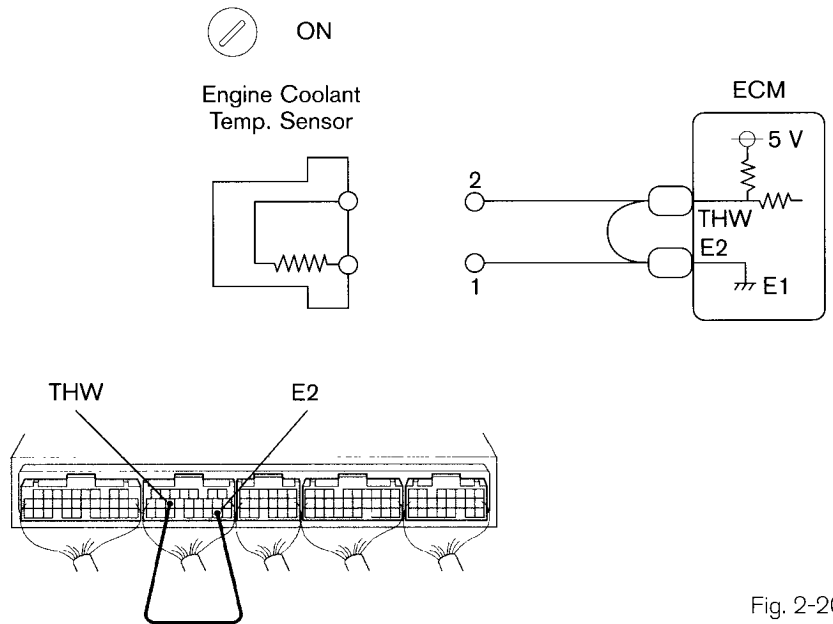 ON
Engine Coolant
Temp. Sensor
ECM
5 V
2
THW
E2
1
E1
THW
E2